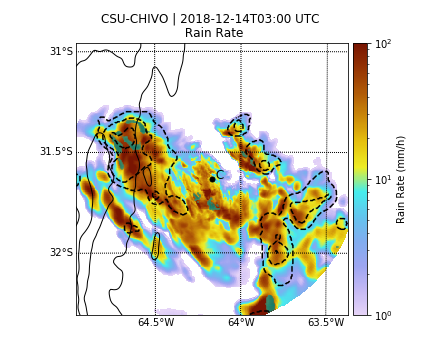 CSU-CHIVO | 2018-12-14T03:00 UTC
Rain Rate
31°S
31.5°S
32°S
C
64.5°W
64°W
63.5°W
10²
10¹
10⁰
Rain Rate (mm/h)